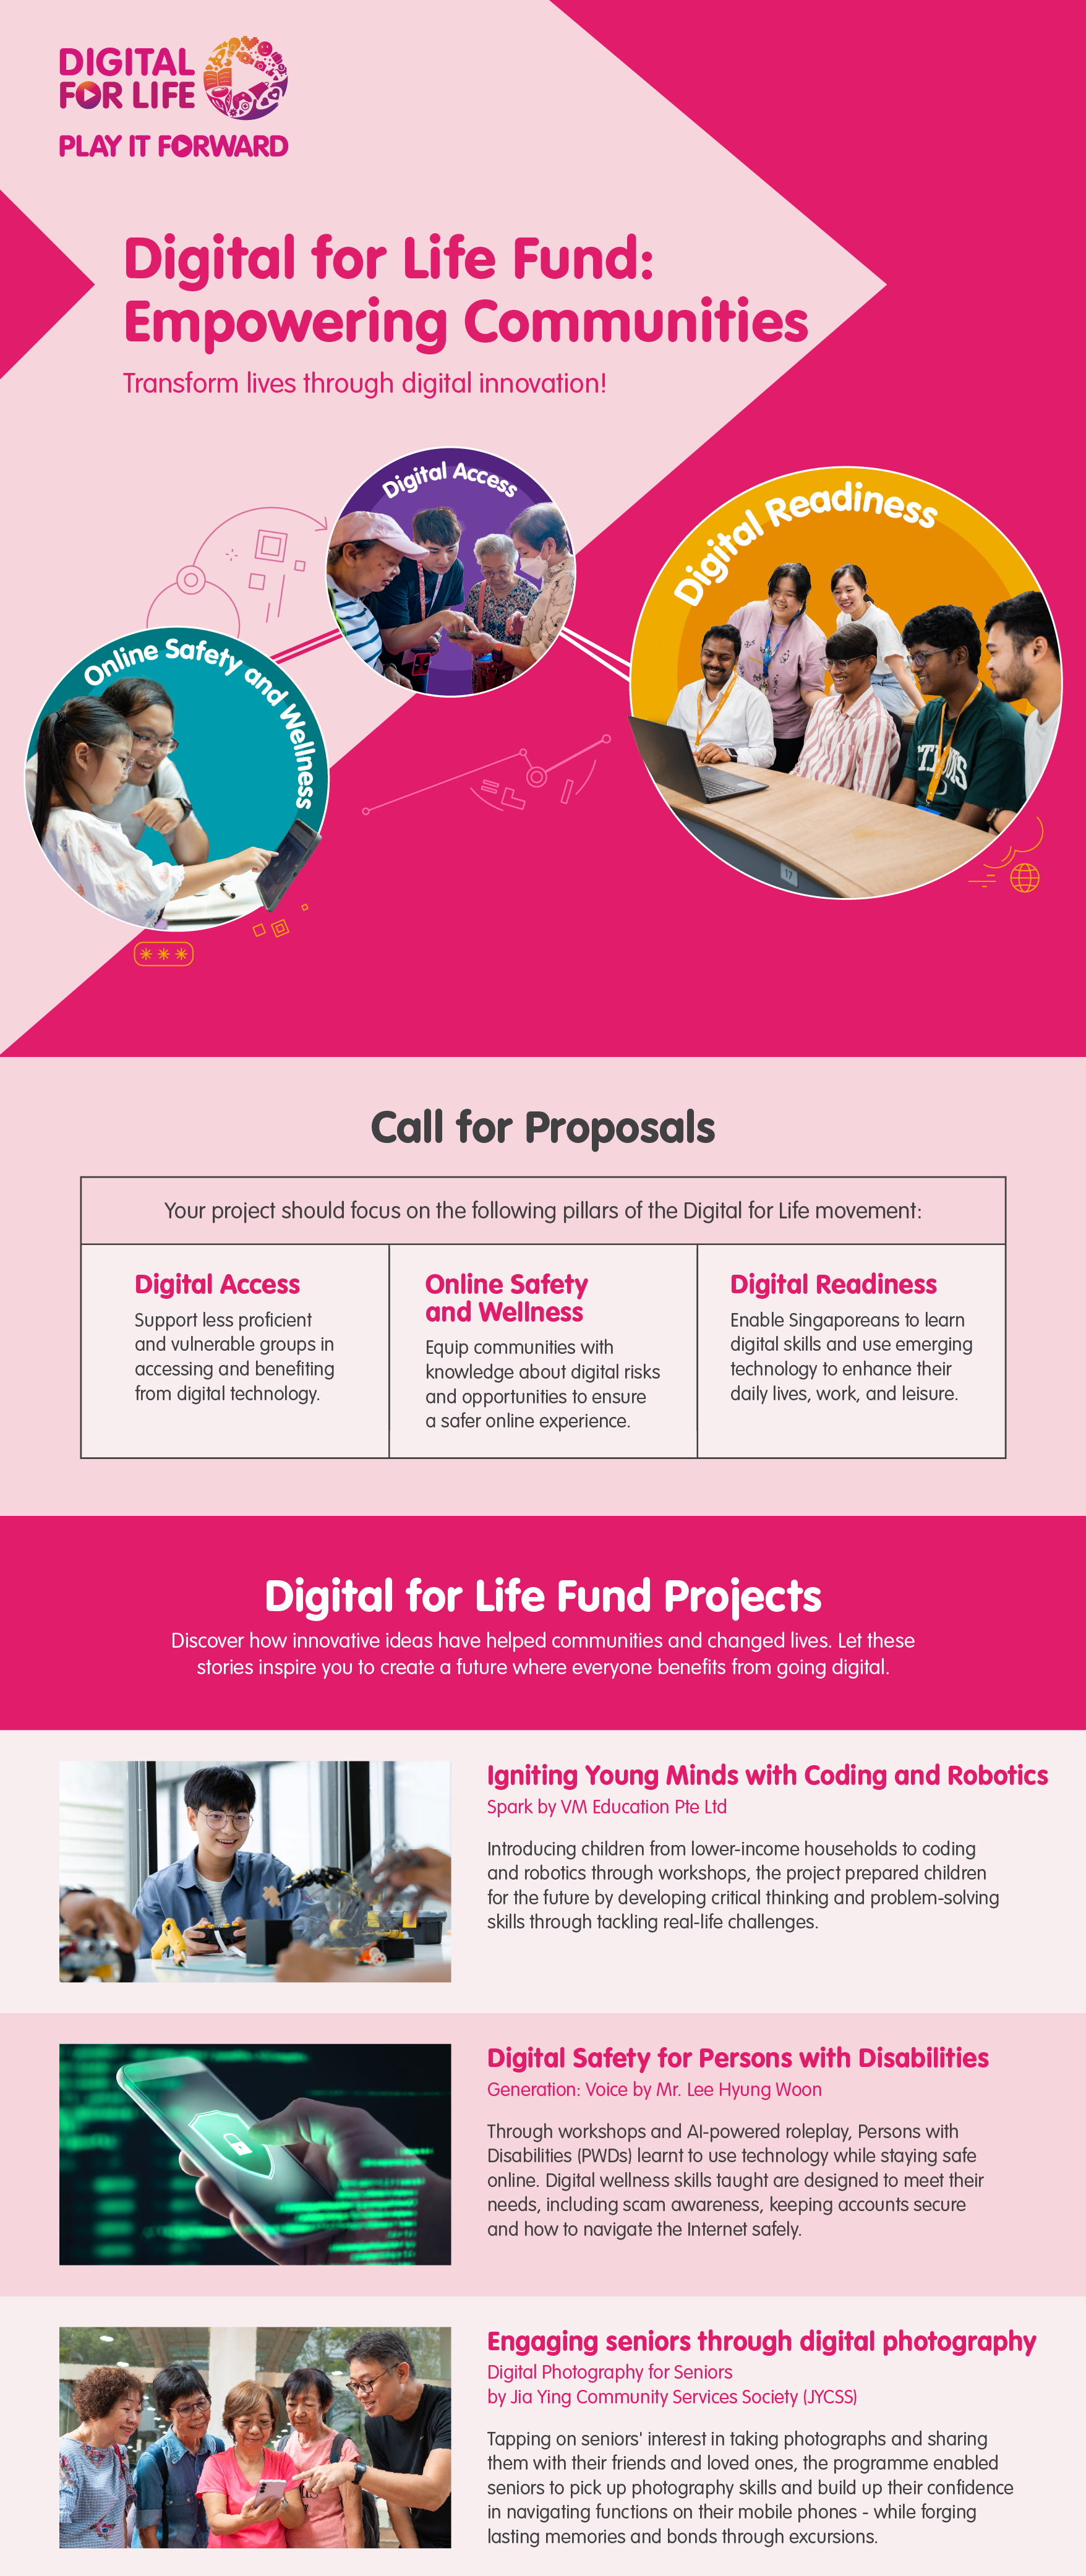 DIGITAL
FOR LIFE
PLAY IT FORWARD
Digital for Life Fund:
Empowering Communities
Transform lives through digital innovation!
Digital Access
Digital Readiness
Online Safety and Wellness
17
Call for Proposals
Your project should focus on the following pillars of the Digital for Life movement:
Digital Access
Support less proficient
and vulnerable groups in
accessing and benefiting
from digital technology.
Online Safety
and Wellness
Equip communities with
knowledge about digital risks
and opportunities to ensure
a safer online experience.
Digital Readiness
Enable Singaporeans to learn
digital skills and use emerging
technology to enhance their
daily lives, work, and leisure.
Digital for Life Fund Projects
Discover how innovative ideas have helped communities and changed lives. Let these
stories inspire you to create a future where everyone benefits from going digital.
Igniting Young Minds with Coding and Robotics
Spark by VM Education Pte Ltd
Introducing children from lower-income households to coding
and robotics through workshops, the project prepared children
for the future by developing critical thinking and problem-solving
skills through tackling real-life challenges.
Digital Safety for Persons with Disabilities
Generation: Voice by Mr. Lee Hyung Woon
Through workshops and AI-powered roleplay, Persons with
Disabilities (PWDs) learnt to use technology while staying safe
online. Digital wellness skills taught are designed to meet their
needs, including scam awareness, keeping accounts secure
and how to navigate the Internet safely.
Engaging seniors through digital photography
Digital Photography for Seniors
by Jia Ying Community Services Society (JYCSS)
Tapping on seniors' interest in taking photographs and sharing
them with their friends and loved ones, the programme enabled
seniors to pick up photography skills and build up their confidence
in navigating functions on their mobile phones - while forging
lasting memories and bonds through excursions.